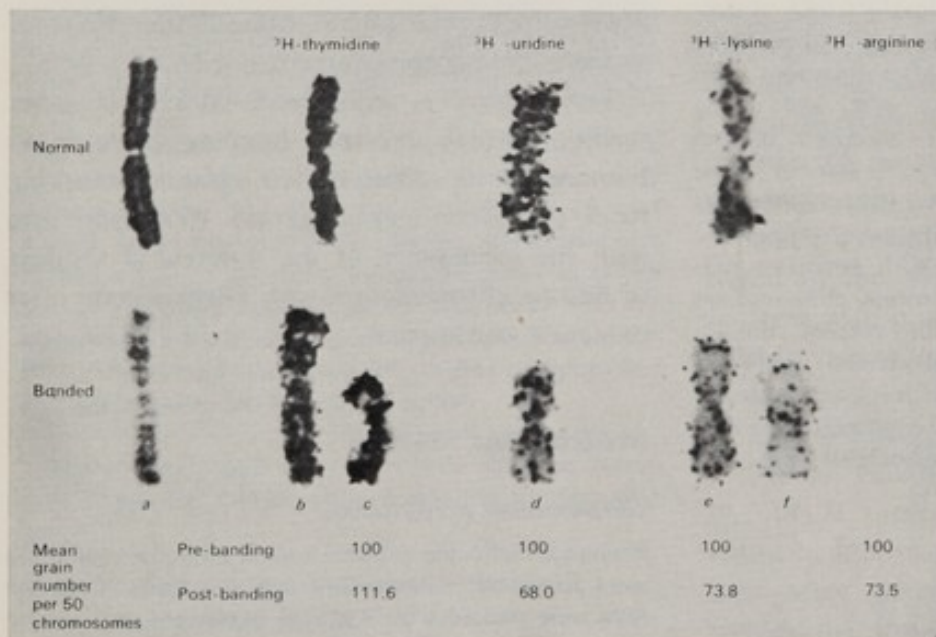 ³H-thymidine ³H -uridine ³H -lysine ³H -arginine
Normal
Banded
a b c d e f
Mean Pre-banding 100 100 100 100
grain
number Post-banding 111.6 68.0 73.8 73.5
per 50
chromosomes